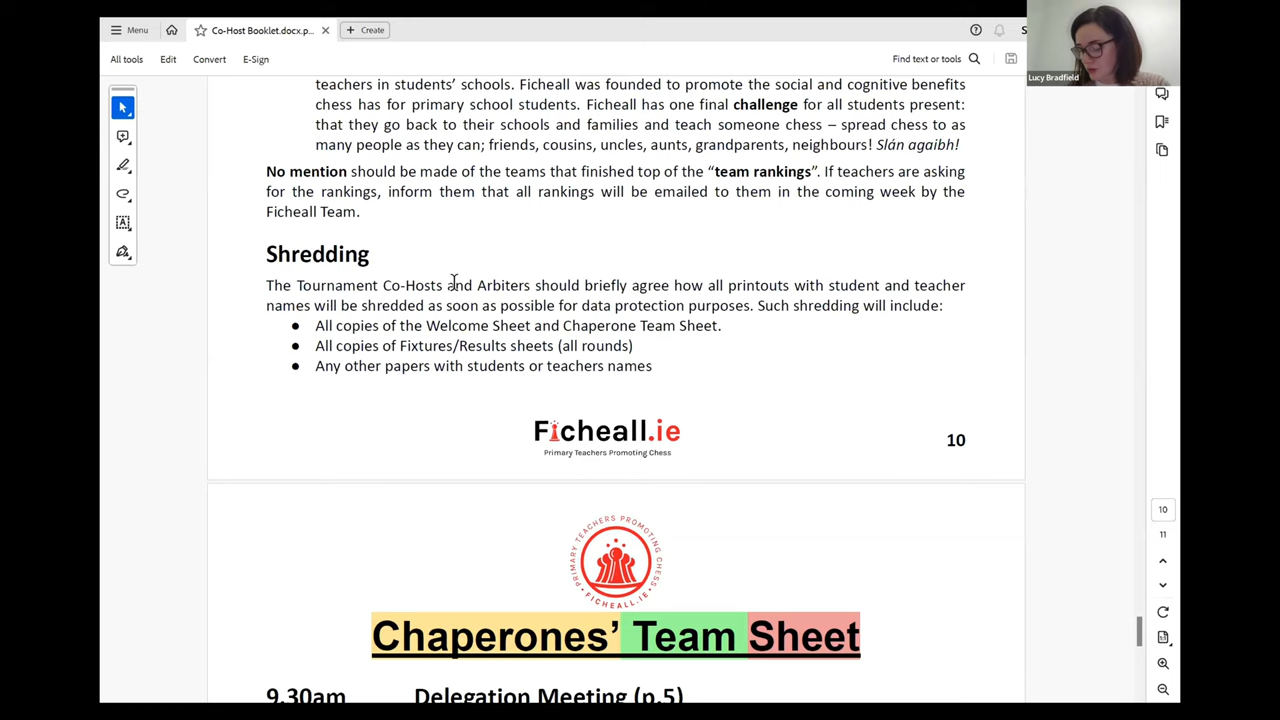 Menu
Co-Host Booklet.docx.p...
Create
All tools
Edit
Convert
E-Sign
Find text or tools
Lucy Bradfield
teachers in students' schools. Ficheall was founded to promote the social and cognitive benefits
chess has for primary school students. Ficheall has one final challenge for all students present:
that they go back to their schools and families and teach someone chess – spread chess to as
many people as they can; friends, cousins, uncles, aunts, grandparents, neighbours! Slán agaibh!
No mention should be made of the teams that finished top of the “team rankings”. If teachers are asking
for the rankings, inform them that all rankings will be emailed to them in the coming week by the
Ficheall Team.
Shredding
The Tournament Co-Hosts and Arbiters should briefly agree how all printouts with student and teacher
names will be shredded as soon as possible for data protection purposes. Such shredding will include:
● All copies of the Welcome Sheet and Chaperone Team Sheet.
● All copies of Fixtures/Results sheets (all rounds)
● Any other papers with students or teachers names
Ficheall.ie
Primary Teachers Promoting Chess
10
10
11
PRIMARY TEACHERS PROMOTING CHESS
FICHEALL.IE
Chaperones’ Team Sheet
9.30am Delegation Meeting (p.5)